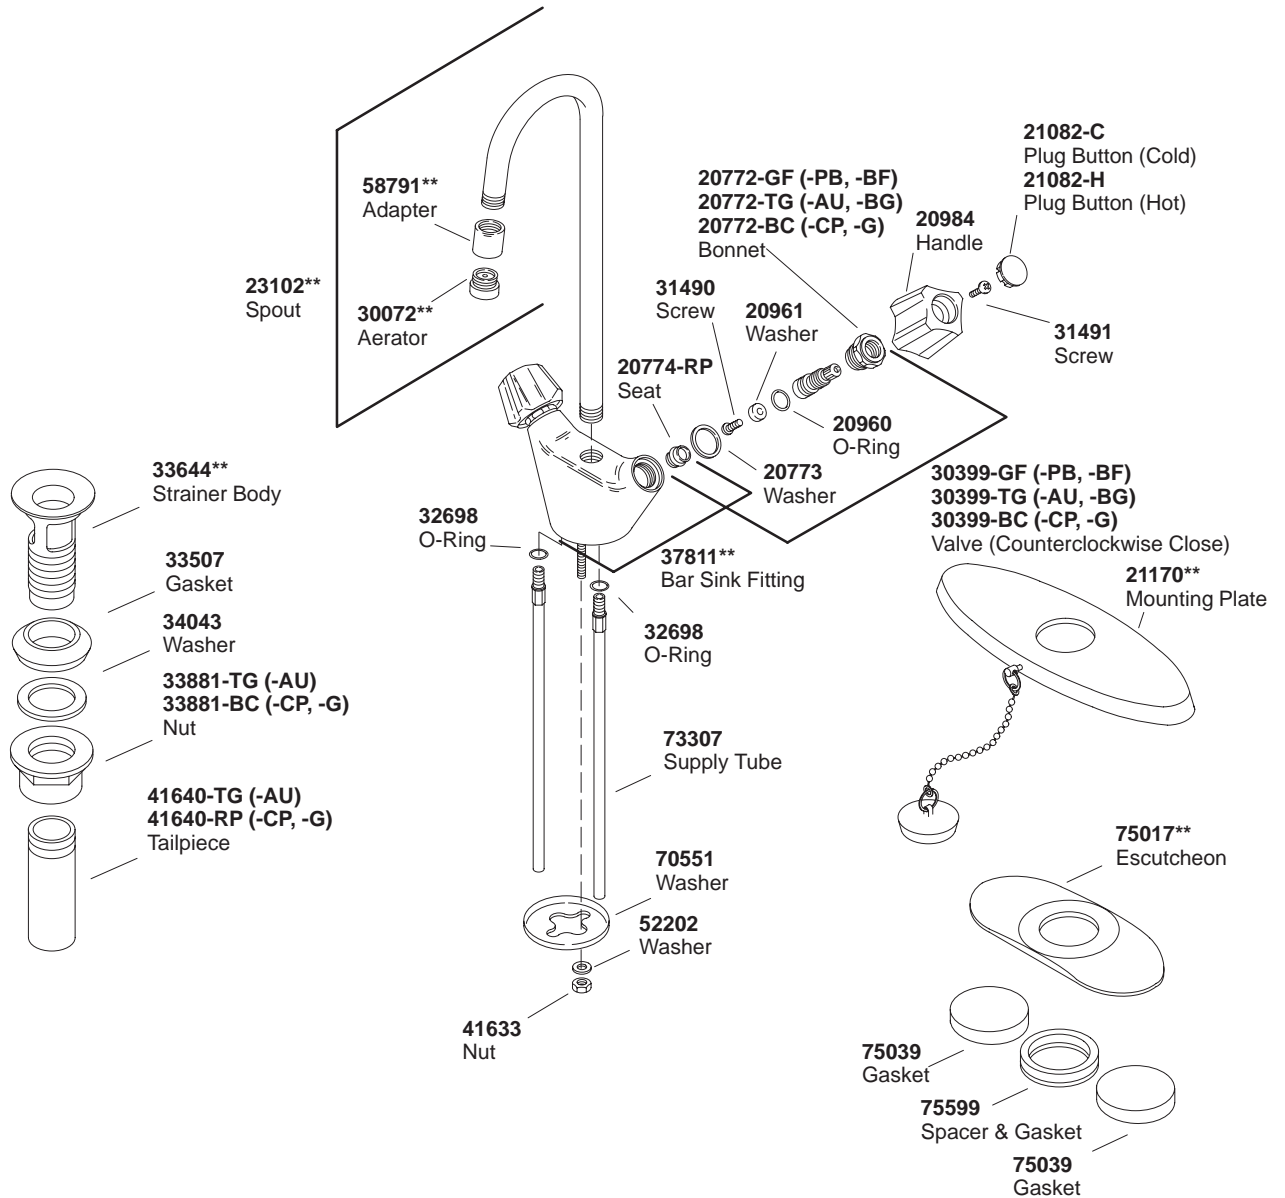 21082-C
Plug Button (Cold)
21082-H
Plug Button (Hot)
20772-GF (-PB, -BF)
20772-TG (-AU, -BG)
20772-BC (-CP, -G)
Bonnet
58791**
Adapter
20984
Handle
23102**
Spout
30072**
Aerator
31490
Screw
20961
Washer
31491
Screw
20774-RP
Seat
20960
O-Ring
20773
Washer
33644**
Strainer Body
30399-GF (-PB, -BF)
30399-TG (-AU, -BG)
30399-BC (-CP, -G)
Valve (Counterclockwise Close)
32698
O-Ring
37811**
Bar Sink Fitting
33507
Gasket
21170**
Mounting Plate
34043
Washer
32698
O-Ring
33881-TG (-AU)
33881-BC (-CP, -G)
Nut
73307
Supply Tube
41640-TG (-AU)
41640-RP (-CP, -G)
Tailpiece
75017**
Escutcheon
70551
Washer
52202
Washer
41633
Nut
75039
Gasket
75599
Spacer & Gasket
75039
Gasket